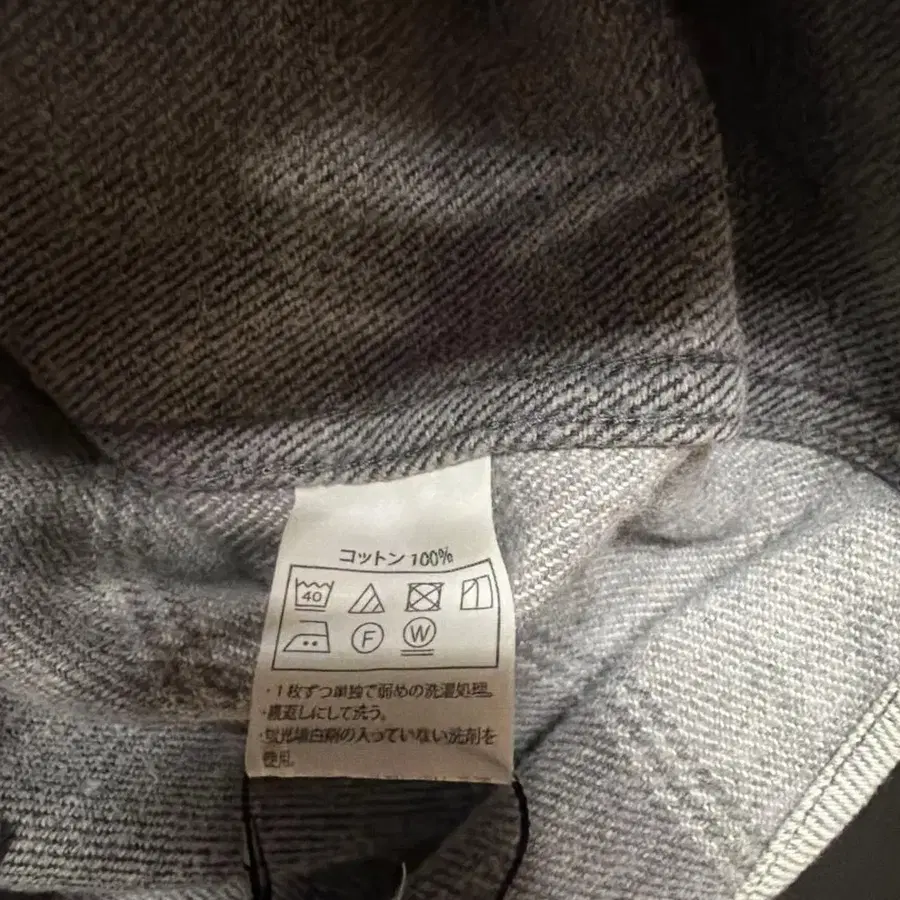 コットン 100%
40
F W
・1枚ずつ単独で弱めの洗濯処理。
・裏返しにして洗う。
・蛍光増白剤の入っていない洗剤を
使用